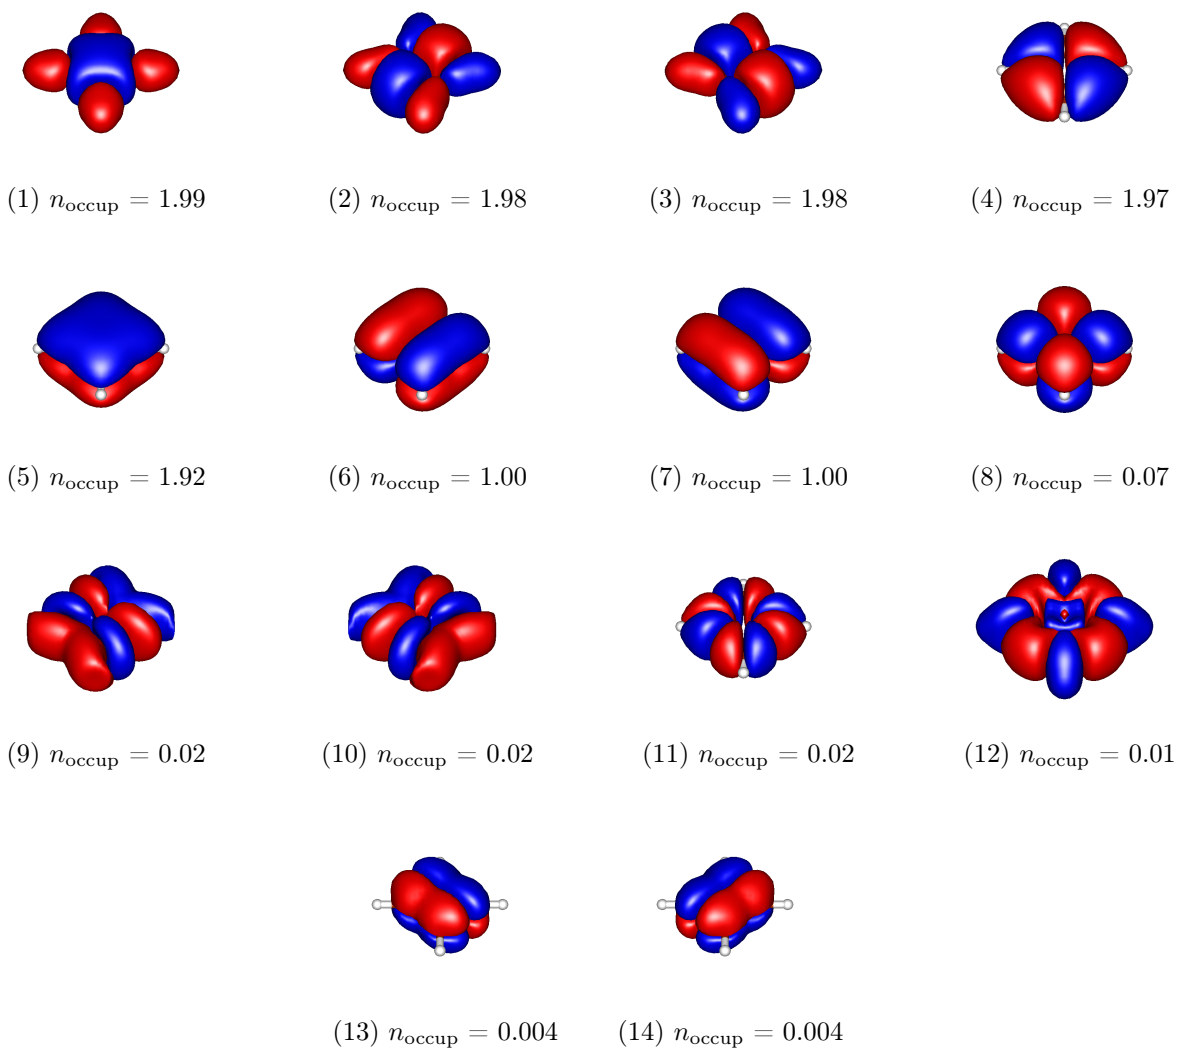 (1) n_occup = 1.99 (2) n_occup = 1.98 (3) n_occup = 1.98 (4) n_occup = 1.97
(5) n_occup = 1.92 (6) n_occup = 1.00 (7) n_occup = 1.00 (8) n_occup = 0.07
(9) n_occup = 0.02 (10) n_occup = 0.02 (11) n_occup = 0.02 (12) n_occup = 0.01
(13) n_occup = 0.004 (14) n_occup = 0.004